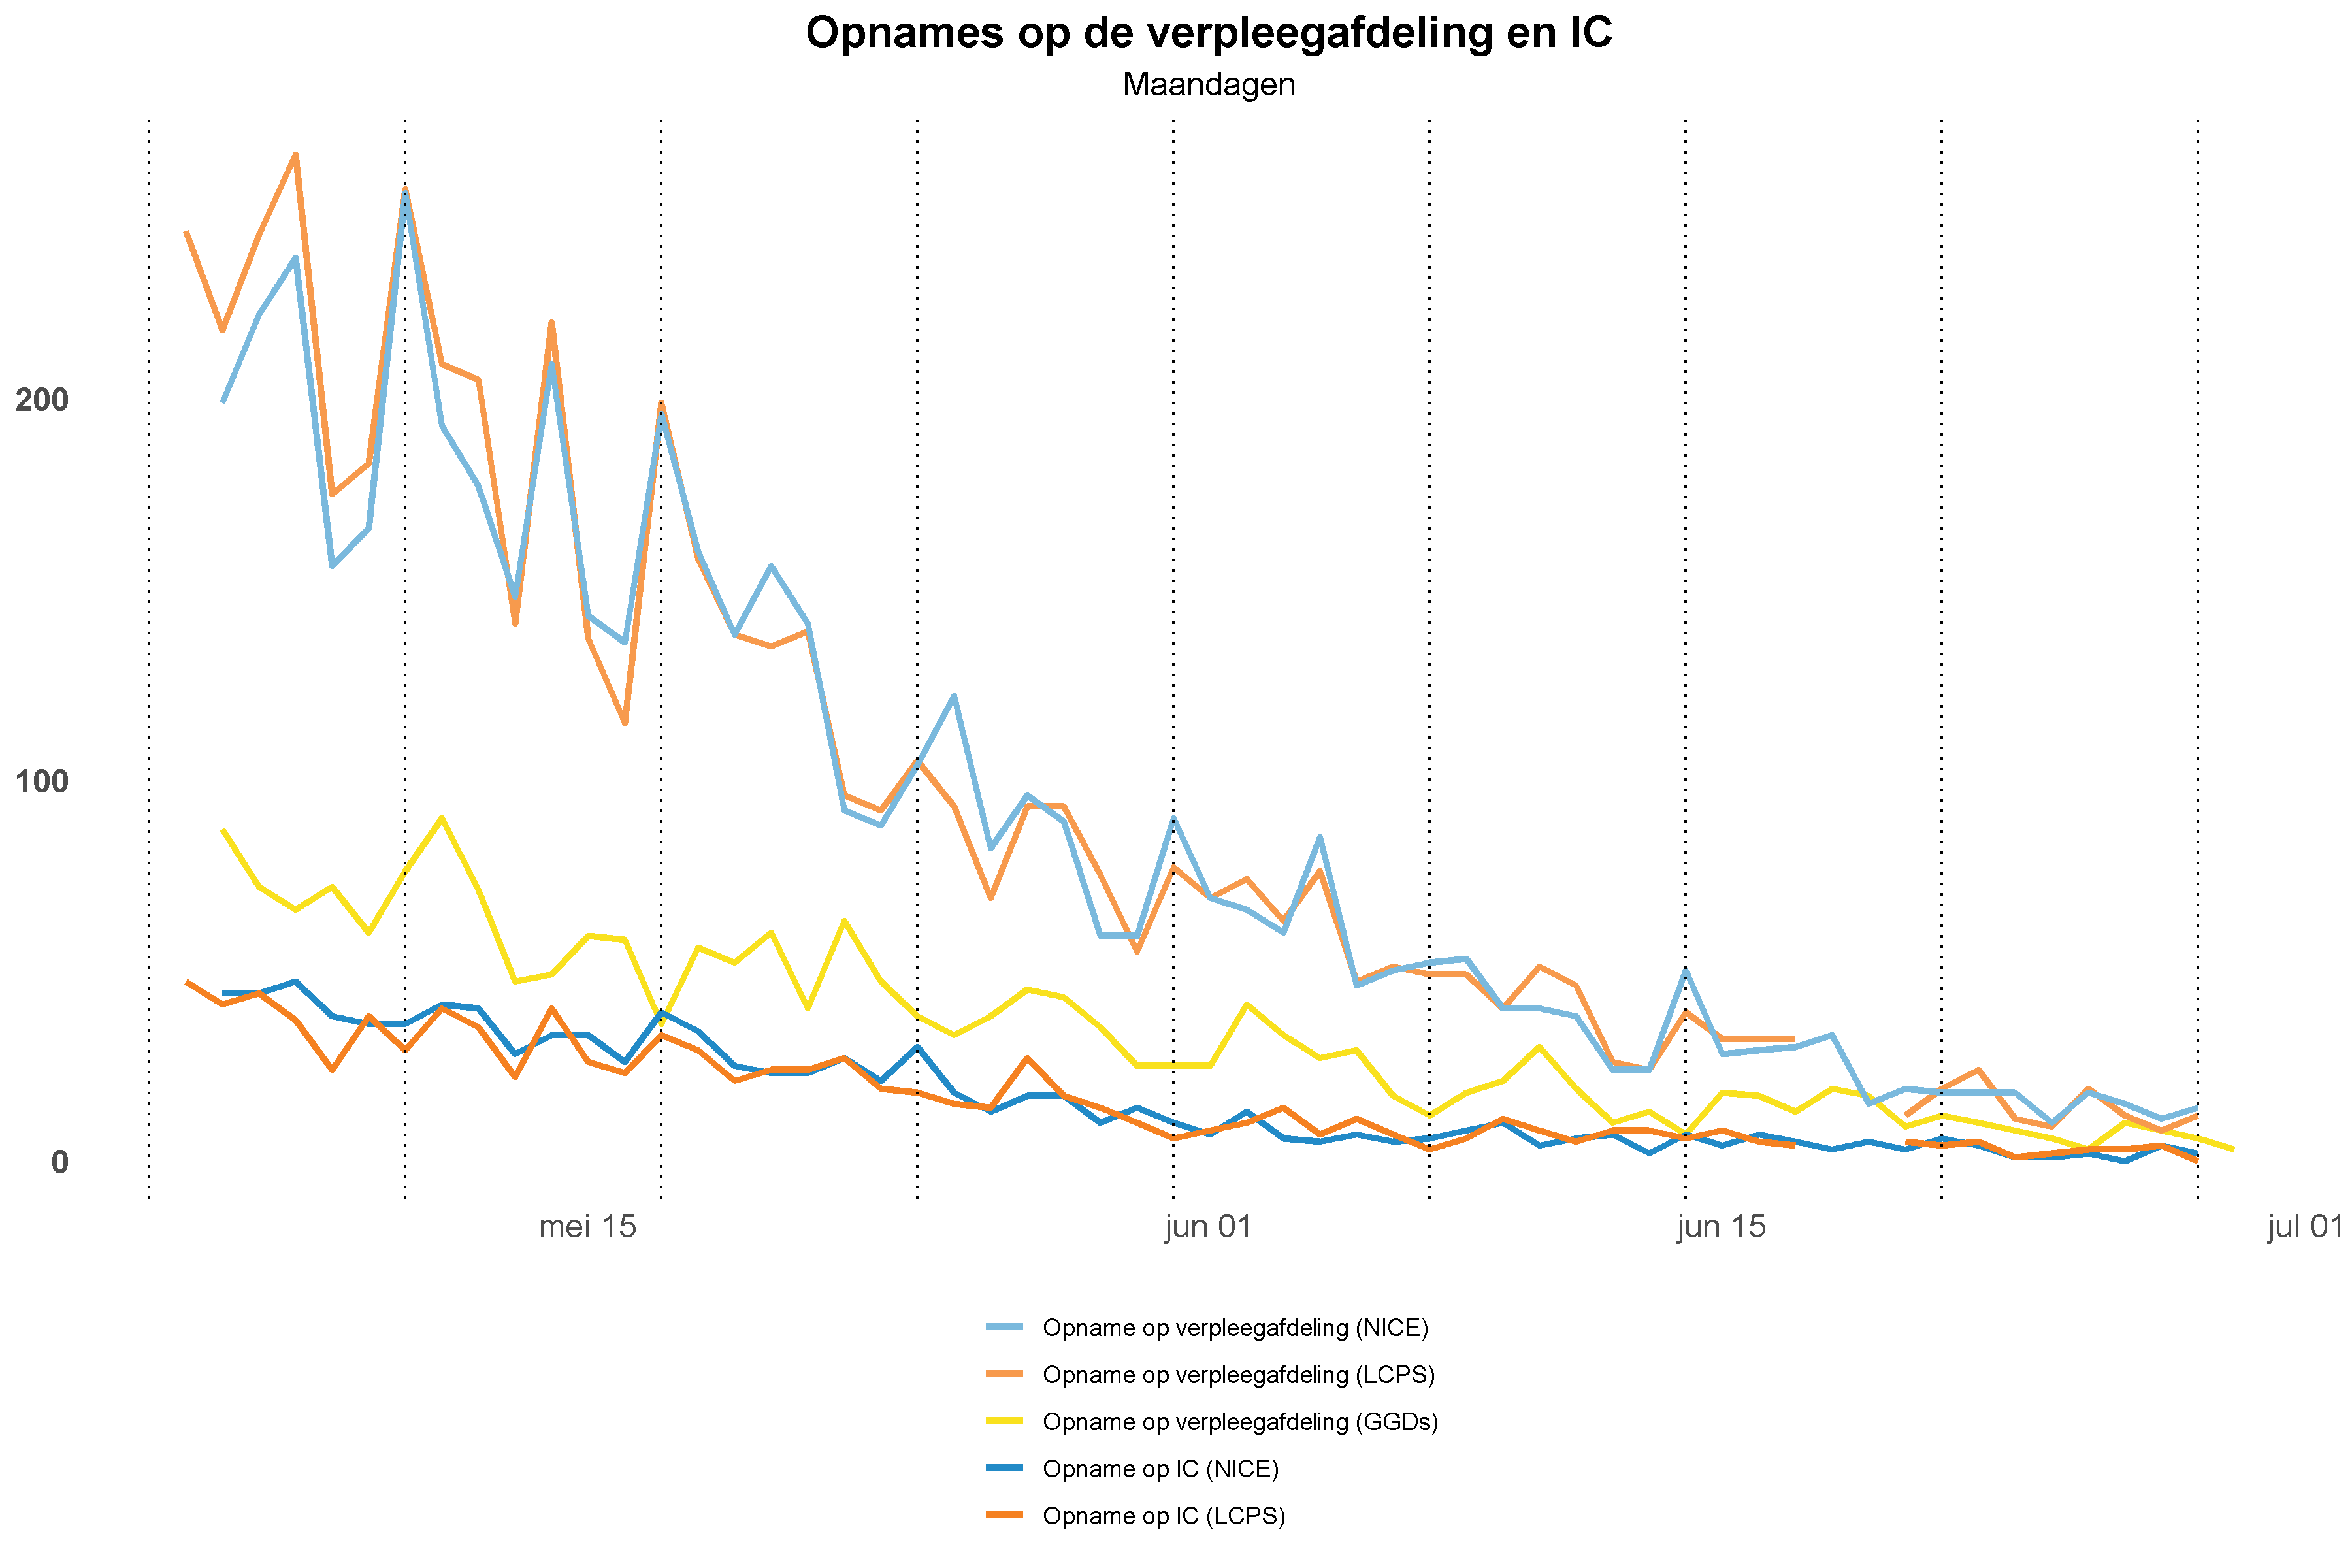 Opnames op de verpleegafdeling en IC
Maandagen
200
100
0
mei 15
jun 01
jun 15
jul 01
Opname op verpleegafdeling (NICE)
Opname op verpleegafdeling (LCPS)
Opname op verpleegafdeling (GGDs)
Opname op IC (NICE)
Opname op IC (LCPS)